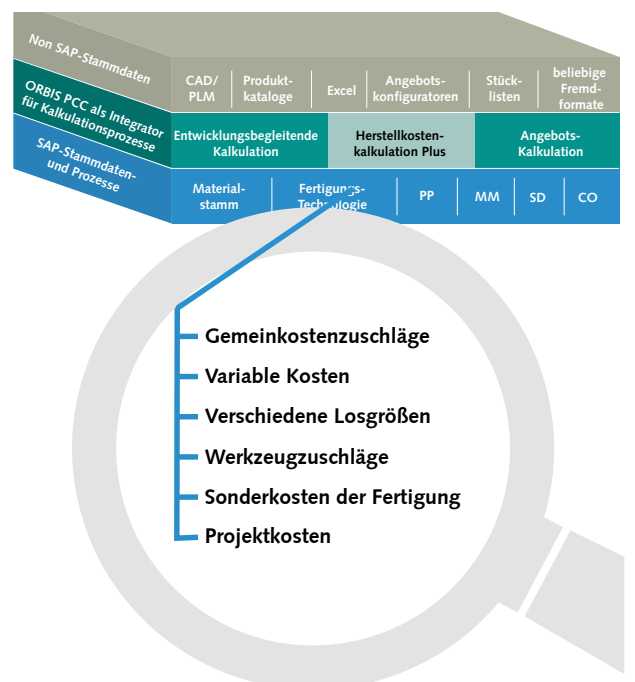 Non SAP-Stammdaten
CAD/
PLM
Produkt-
kataloge
Excel
Angebots-
konfiguratoren
Stück-
listen
beliebige
Fremd-
formate
ORBIS PCC als Integrator
für Kalkulationsprozesse
Entwicklungsbegleitende
Kalkulation
Herstellkosten-
kalkulation Plus
Angebots-
Kalkulation
SAP-Stammdaten-
und Prozesse
Material-
stamm
Fertigungs-
Technologie
PP
MM
SD
CO
Gemeinkostenzuschläge
Variable Kosten
Verschiedene Losgrößen
Werkzeugzuschläge
Sonderkosten der Fertigung
Projektkosten